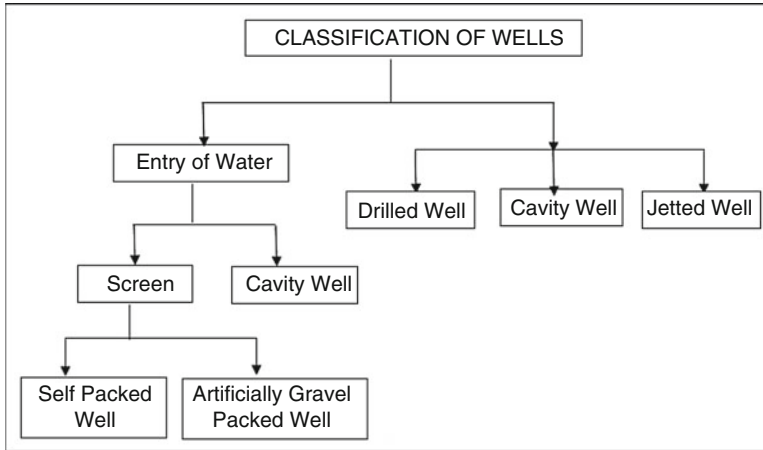 CLASSIFICATION OF WELLS
Entry of Water
Drilled Well
Cavity Well
Jetted Well
Screen
Cavity Well
Self Packed
Well
Artificially Gravel
Packed Well